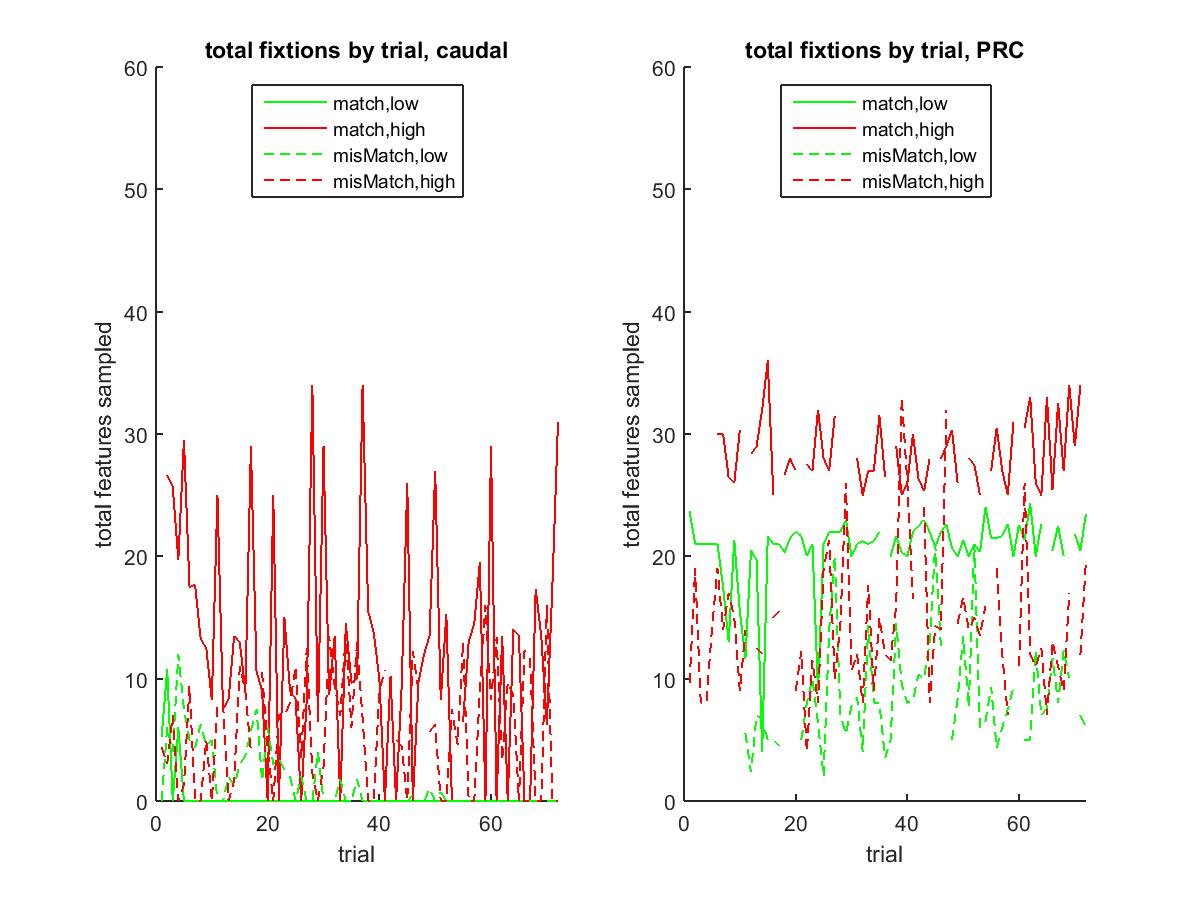 total fixtions by trial, caudal
match,low
match,high
misMatch,low
misMatch,high
60
50
40
30
20
10
0
total features sampled
0 20 40 60
trial
total fixtions by trial, PRC
match,low
match,high
misMatch,low
misMatch,high
60
50
40
30
20
10
0
total features sampled
0 20 40 60
trial